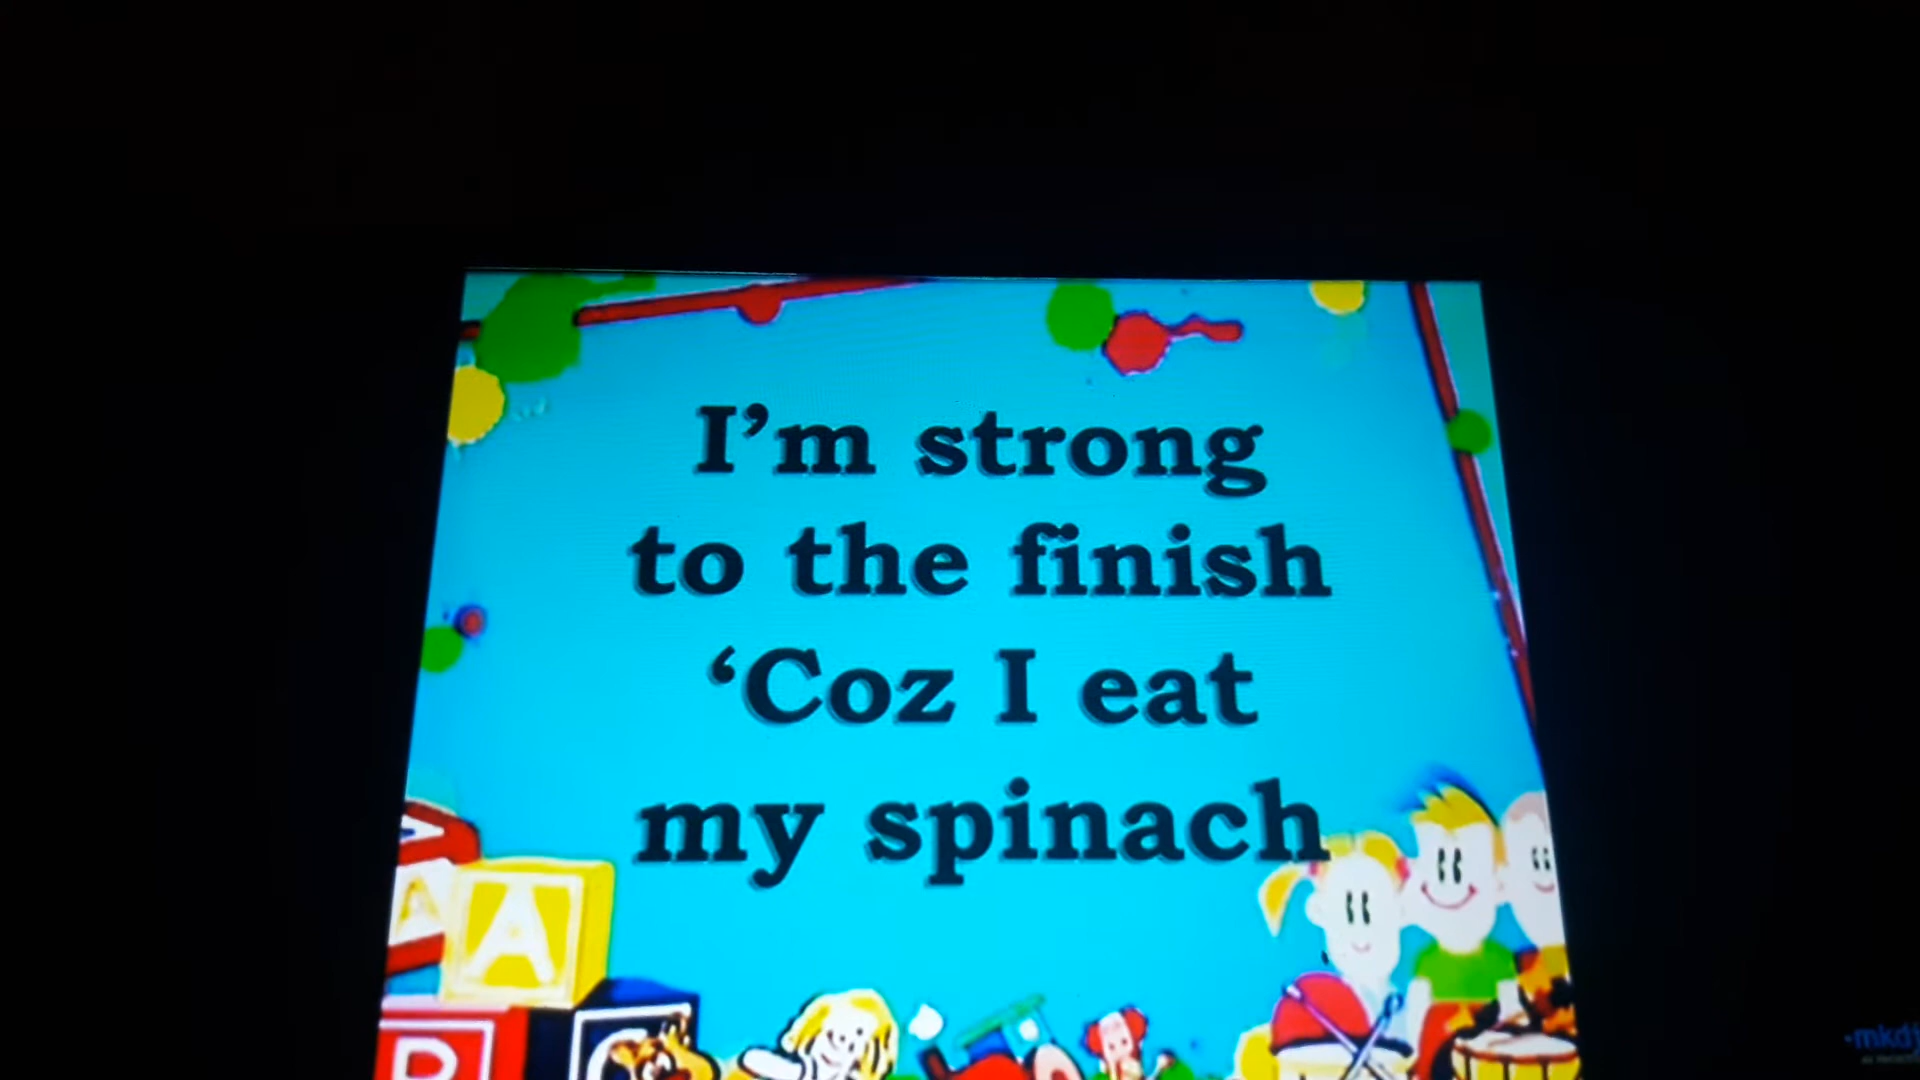 I'm strong
to the finish
‘Coz I eat
my spinach
A
A
B